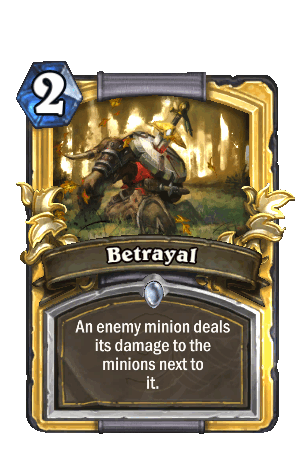 2
Betrayal
An enemy minion deals
its damage to the
minions next to
it.